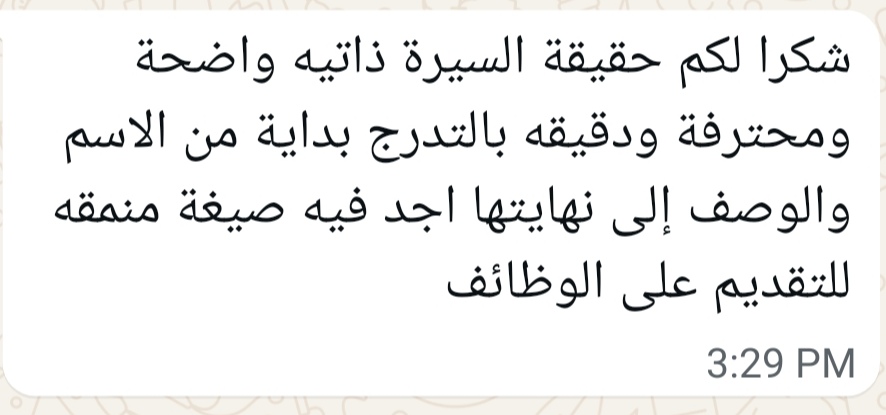 شكرا لكم حقيقة السيرة ذاتيه واضحة
ومحترفة ودقيقه بالتدرج بداية من الاسم
والوصف إلى نهايتها اجد فيه صيغة منمقه
للتقديم على الوظائف
3:29 PM